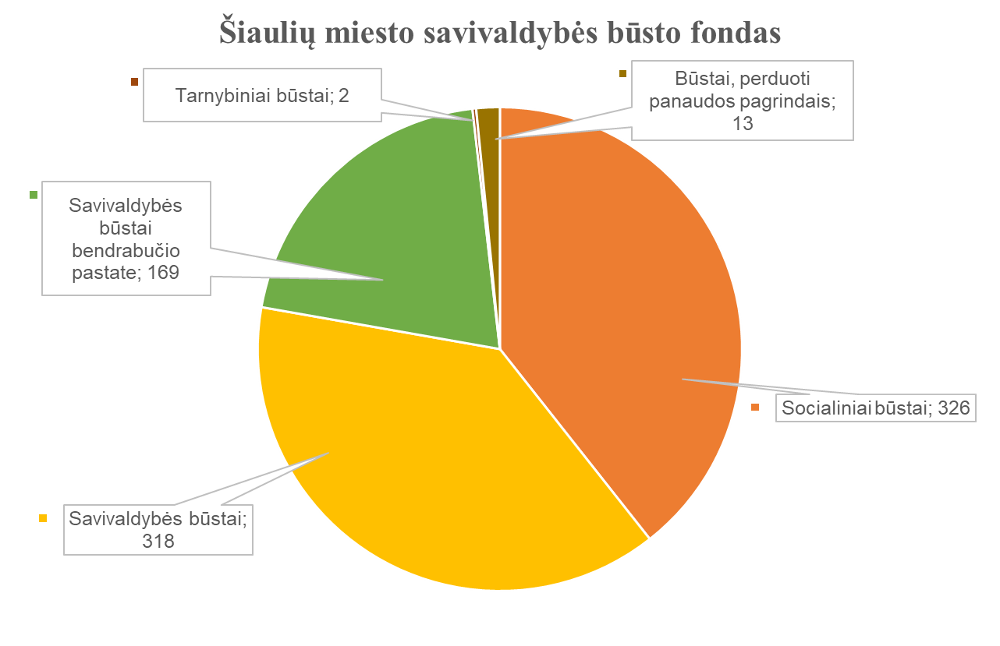 Šiaulių miesto savivaldybės būsto fondas
Tarnybiniai būstai; 2
Būstai, perduoti
panaudos pagrindais;
13
Savivaldybės
būstai
bendrabučio
pastate; 169
Socialiniai būstai; 326
Savivaldybės būstai;
318